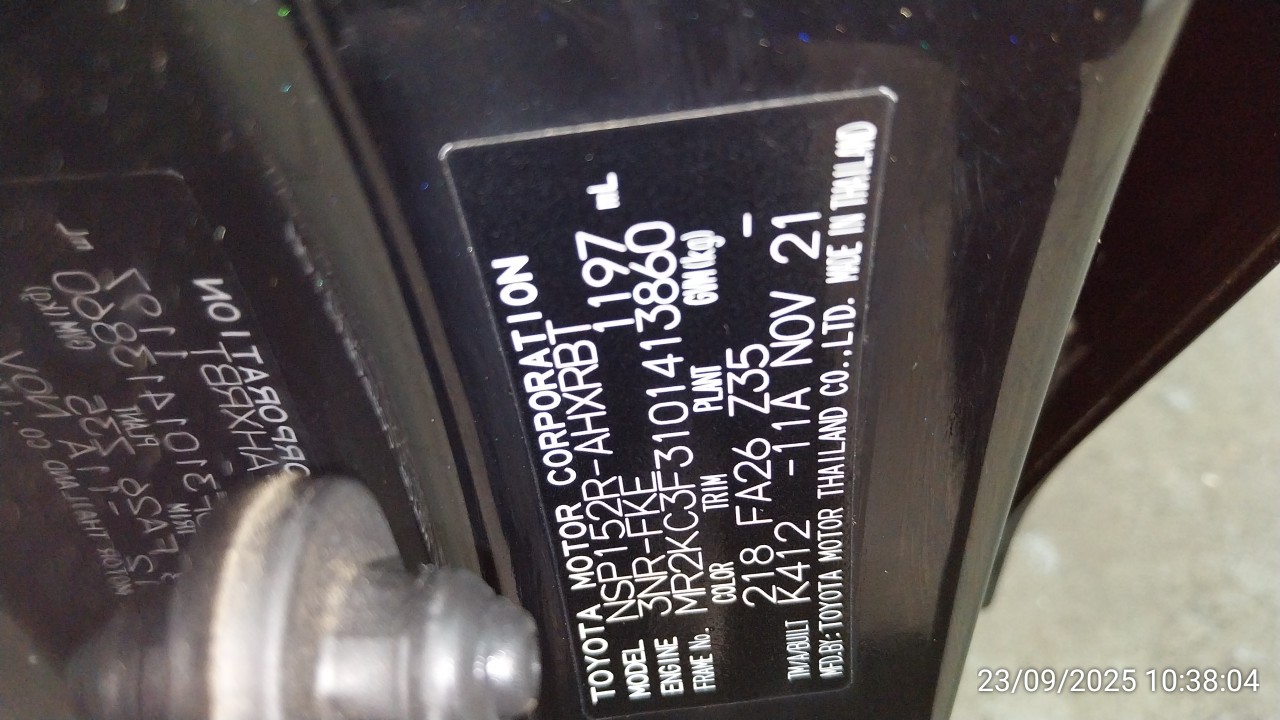 TOYOTA MOTOR CORPORATION
MODEL NSP152R-AHXRBT
ENGINE 3NR-FKE 1197 mL
FRAME No. MR2KC3F3101413860
COLOR TRIM PLANT GVM(kg)
218 FA26 Z35 -
TM/A/BUILT K412 -11A NOV 21
MFD.BY: TOYOTA MOTOR THAILAND CO.,LTD. MADE IN THAILAND
23/09/2025 10:38:04